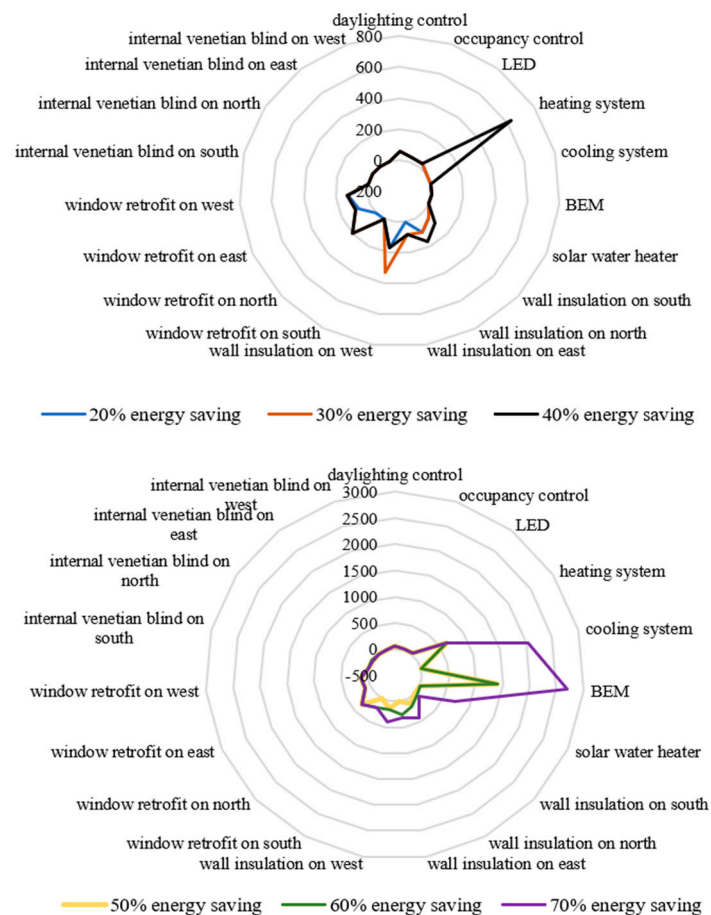 daylighting control
internal venetian blind on west
800
occupancy control
internal venetian blind on east
600
LED
internal venetian blind on north
400
heating system
200
internal venetian blind on south
0
cooling system
200
window retrofit on west
BEM
window retrofit on east
solar water heater
window retrofit on north
wall insulation on south
window retrofit on south
wall insulation on north
wall insulation on west
wall insulation on east
20% energy saving
30% energy saving
40% energy saving
daylighting control
internal venetian blind on
west
3000
occupancy control
internal venetian blind on
east
2500
LED
2000
internal venetian blind on
north
1500
heating system
1000
internal venetian blind on
south
500
cooling system
0
-500
window retrofit on west
BEM
window retrofit on east
solar water heater
window retrofit on north
wall insulation on south
window retrofit on south
wall insulation on north
wall insulation on west
wall insulation on east
50% energy saving
60% energy saving
70% energy saving